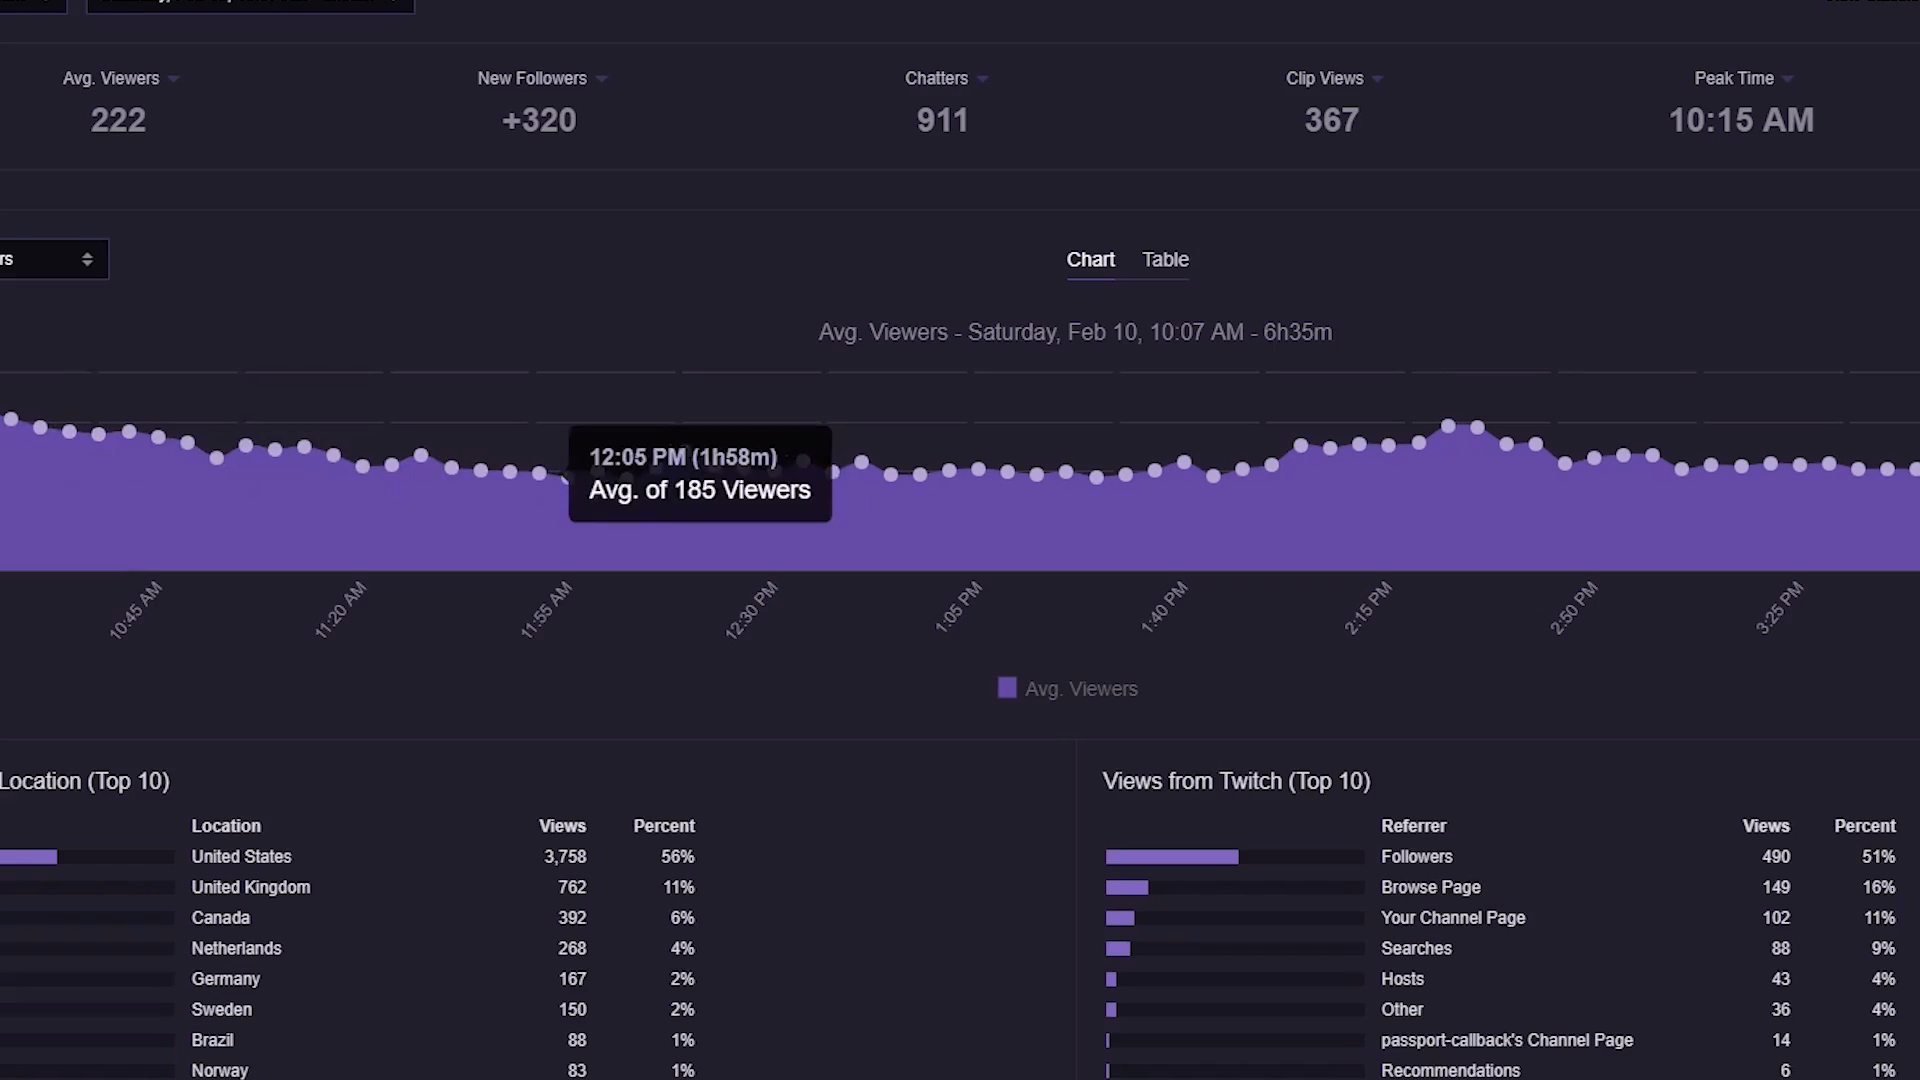 Avg. Viewers New Followers Chatters Clip Views Peak Time
222 +320 911 367 10:15 AM
rs Chart Table
Avg. Viewers - Saturday, Feb 10, 10:07 AM - 6h35m
12:05 PM (1h58m)
Avg. of 185 Viewers
10:45 AM 11:20 AM 11:55 AM 12:30 PM 1:05 PM 1:40 PM 2:15 PM 2:50 PM 3:25 PM
Avg. Viewers
Location (Top 10) Views from Twitch (Top 10)
Location Views Percent Referrer Views Percent
United States 3,758 56% Followers 490 51%
United Kingdom 762 11% Browse Page 149 16%
Canada 392 6% Your Channel Page 102 11%
Netherlands 268 4% Searches 88 9%
Germany 167 2% Hosts 43 4%
Sweden 150 2% Other 36 4%
Brazil 88 1% passport-callback's Channel Page 14 1%
Norway 83 1% Recommendations 6 1%